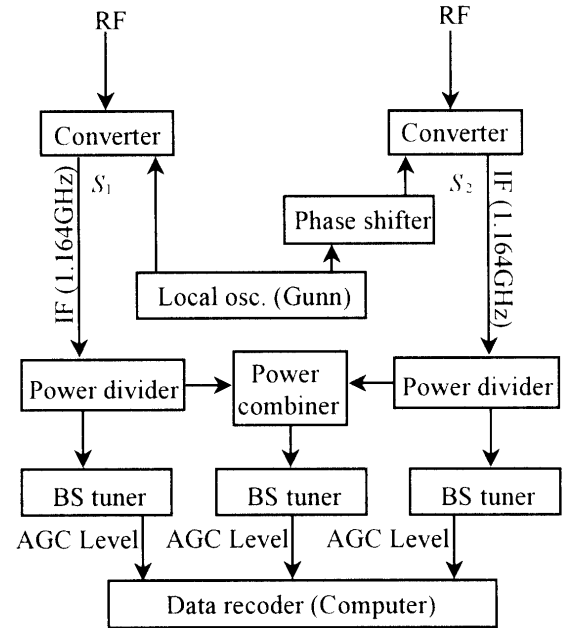 RF
RF
Converter
Converter
S1
S2
IF (1.164GHz)
IF (1.164GHz)
Phase shifter
Local osc. (Gunn)
Power divider
Power
combiner
Power divider
BS tuner
BS tuner
BS tuner
AGC Level
AGC Level
AGC Level
Data recoder (Computer)